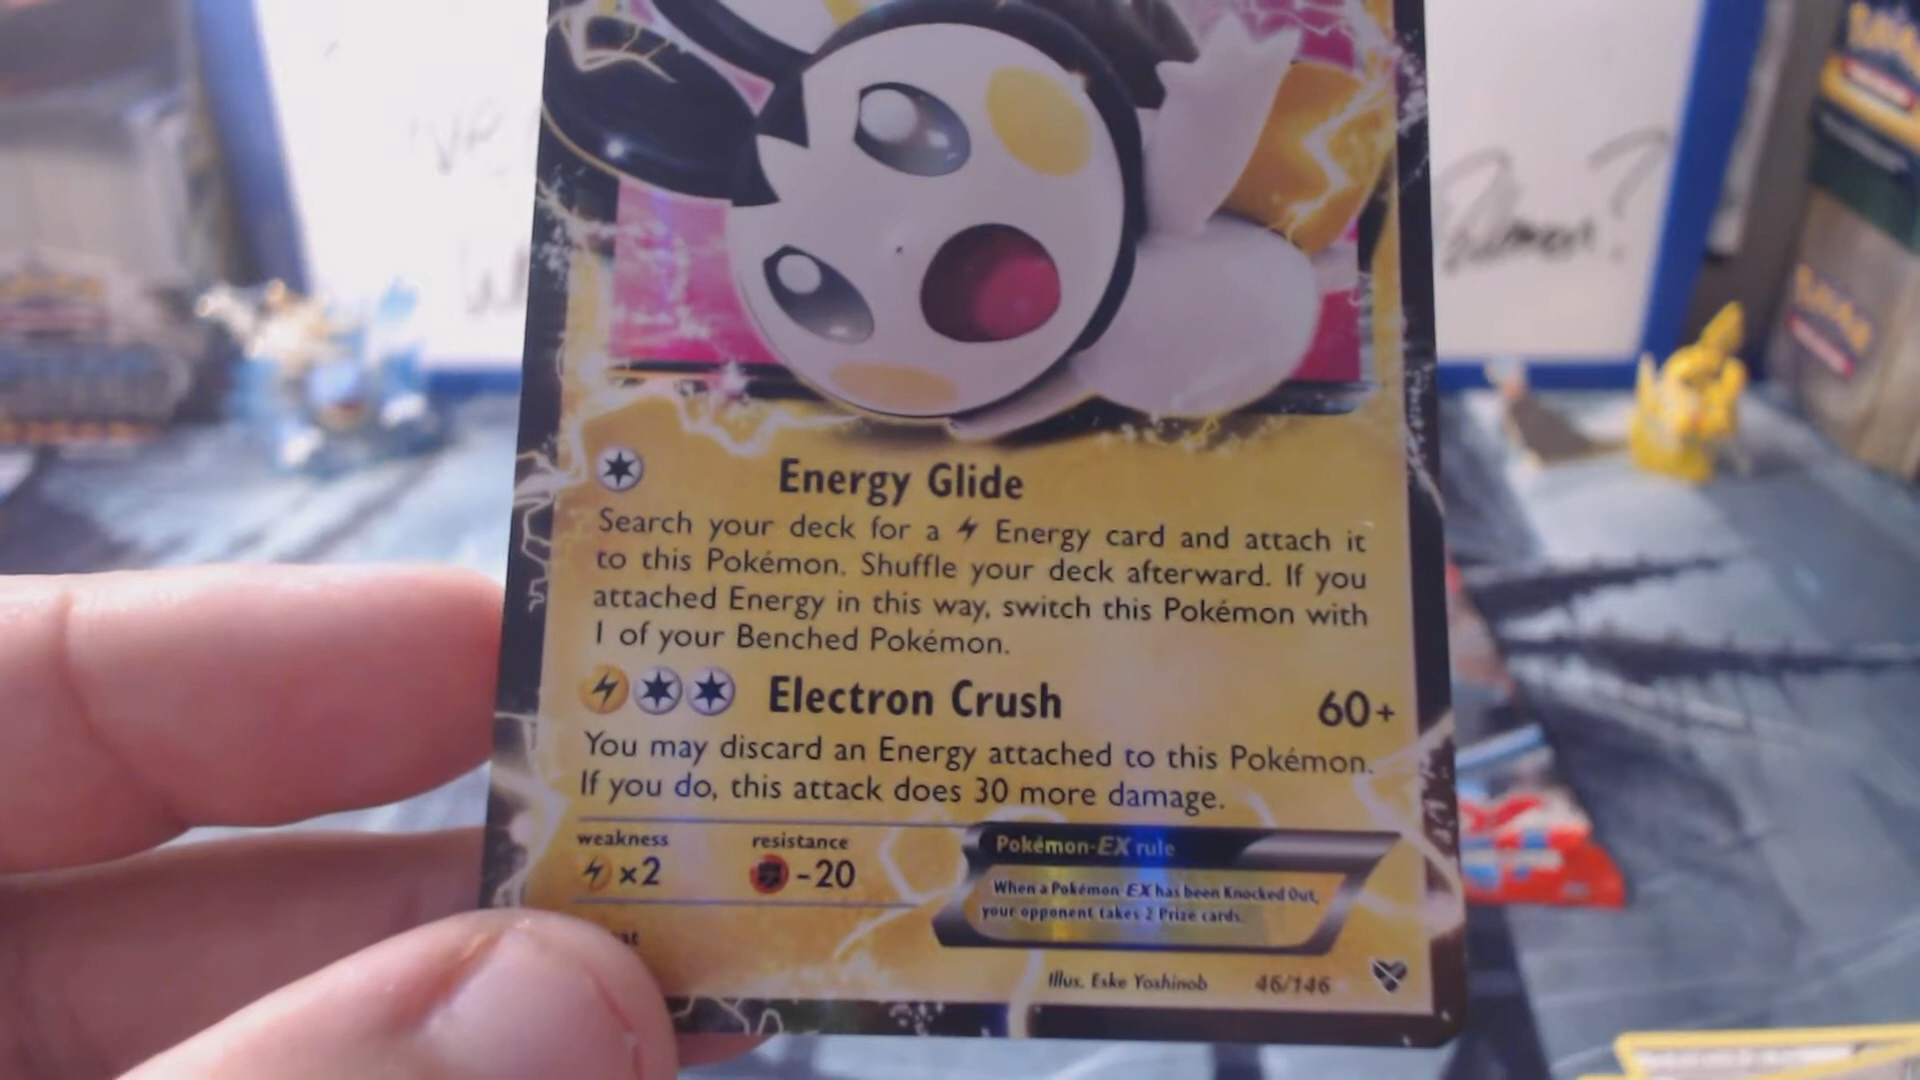 Energy Glide
Search your deck for a Energy card and attach it
to this Pokémon. Shuffle your deck afterward. If you
attached Energy in this way, switch this Pokémon with
1 of your Benched Pokémon.
Electron Crush 60+
You may discard an Energy attached to this Pokémon.
If you do, this attack does 30 more damage.
weakness
×2
resistance
-20
Pokémon-EX rule
When a Pokémon-EX has been Knocked Out,
your opponent takes 2 Prize cards.
Illus. Eske Yoshinob 46/146